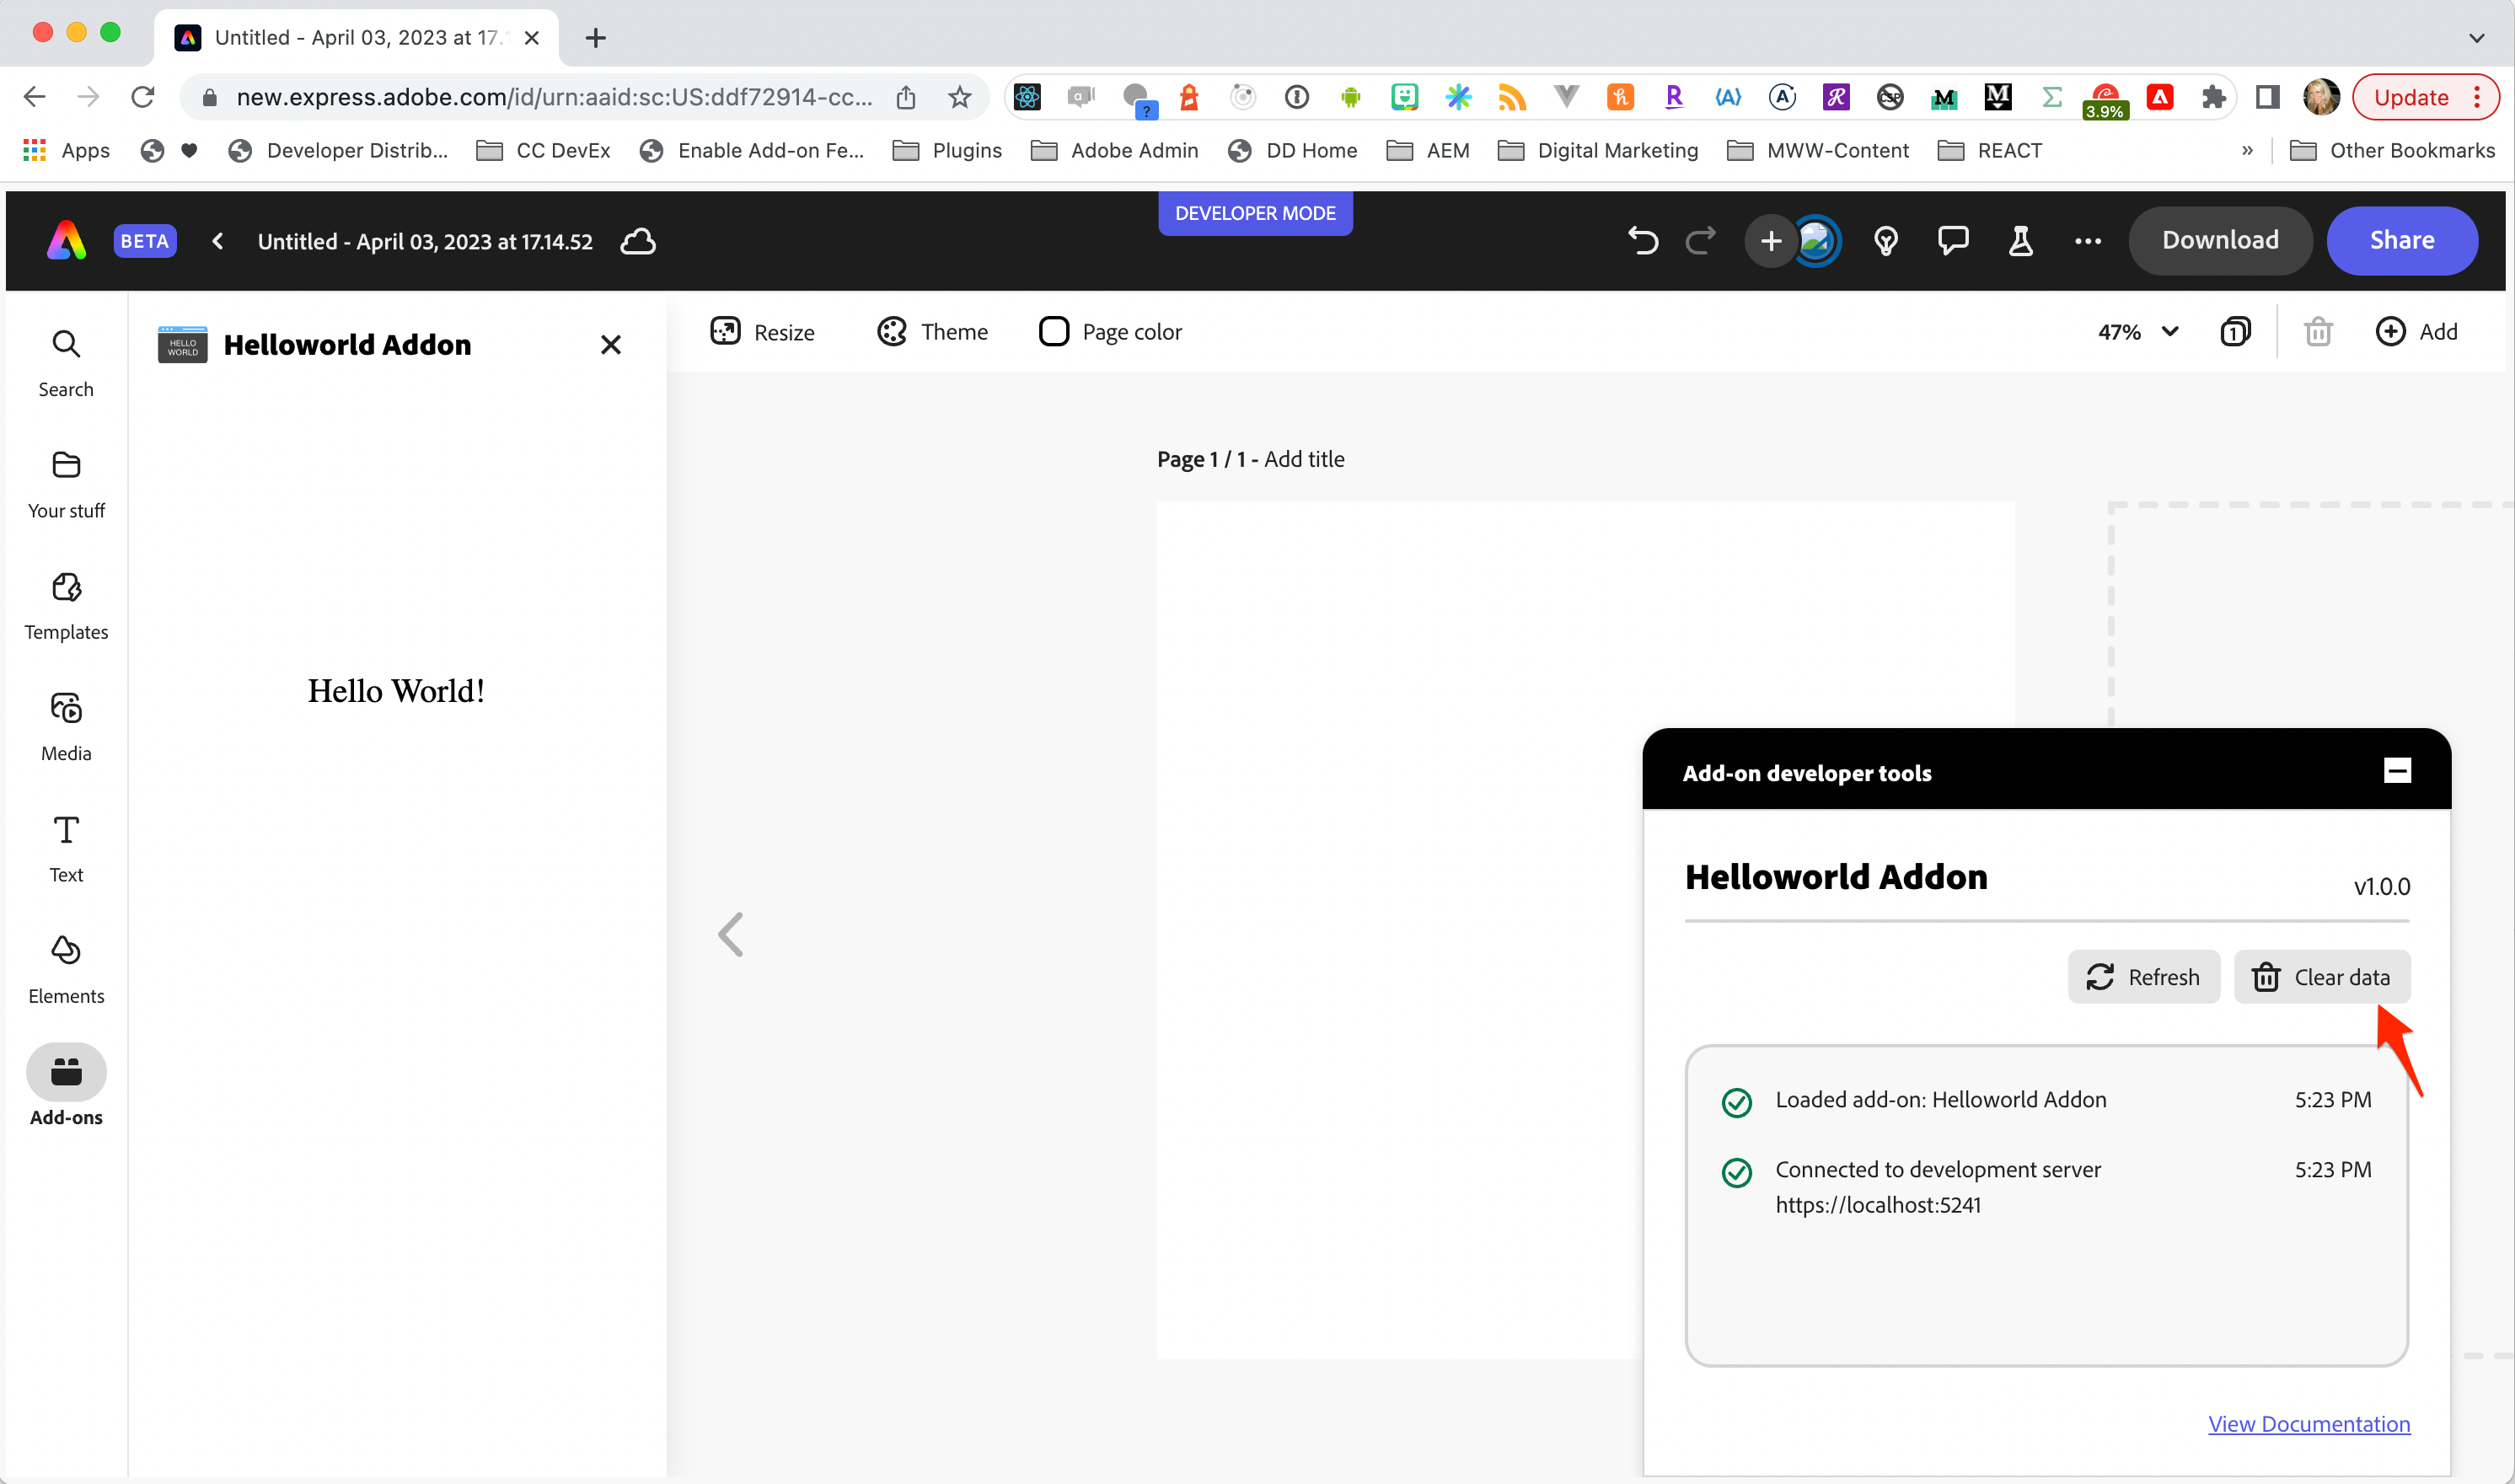 Untitled - April 03, 2023 at 17.
new.express.adobe.com/id/urn:aaid:sc:US:ddf72914-cc...
?
3.9%
Update
Apps
Developer Distrib...
CC DevEx
Enable Add-on Fe...
Plugins
Adobe Admin
DD Home
AEM
Digital Marketing
MWW-Content
REACT
»
Other Bookmarks
DEVELOPER MODE
BETA
Untitled - April 03, 2023 at 17.14.52
Download
Share
HELLO
WORLD
Helloworld Addon
Resize
Theme
Page color
47%
1
Add
Search
Your stuff
Templates
Media
Text
Elements
Add-ons
Hello World!
Page 1 / 1 - Add title
Add-on developer tools
Helloworld Addon
v1.0.0
Refresh
Clear data
Loaded add-on: Helloworld Addon 5:23 PM
Connected to development server 5:23 PM
https://localhost:5241
View Documentation